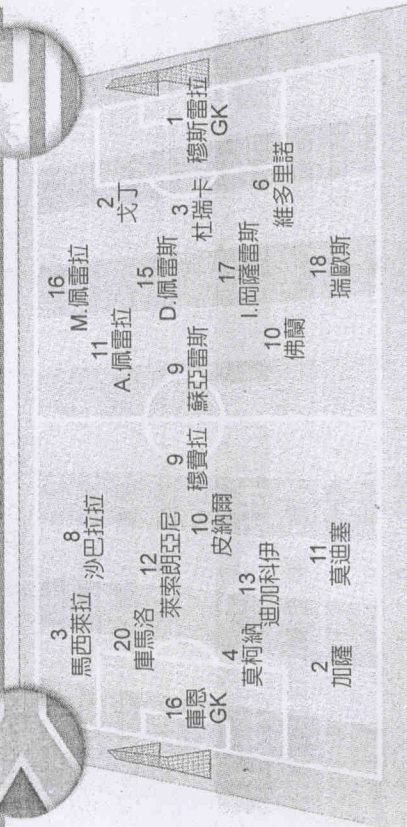 3
馬西萊拉
8
沙巴拉拉
20
庫馬洛
12
萊索朗亞尼
9
穆費拉
16
庫恩
GK
10
皮納爾
4
莫柯納
13
迪加科伊
2
加薩
11
莫迪塞
16
M.佩雷拉
2
戈丁
11
A.佩雷拉
15
D.佩雷斯
1
穆斯雷拉
GK
9
蘇亞雷斯
3
杜瑞卡
17
I.岡薩雷斯
6
維多里諾
10
佛蘭
18
瑞歐斯